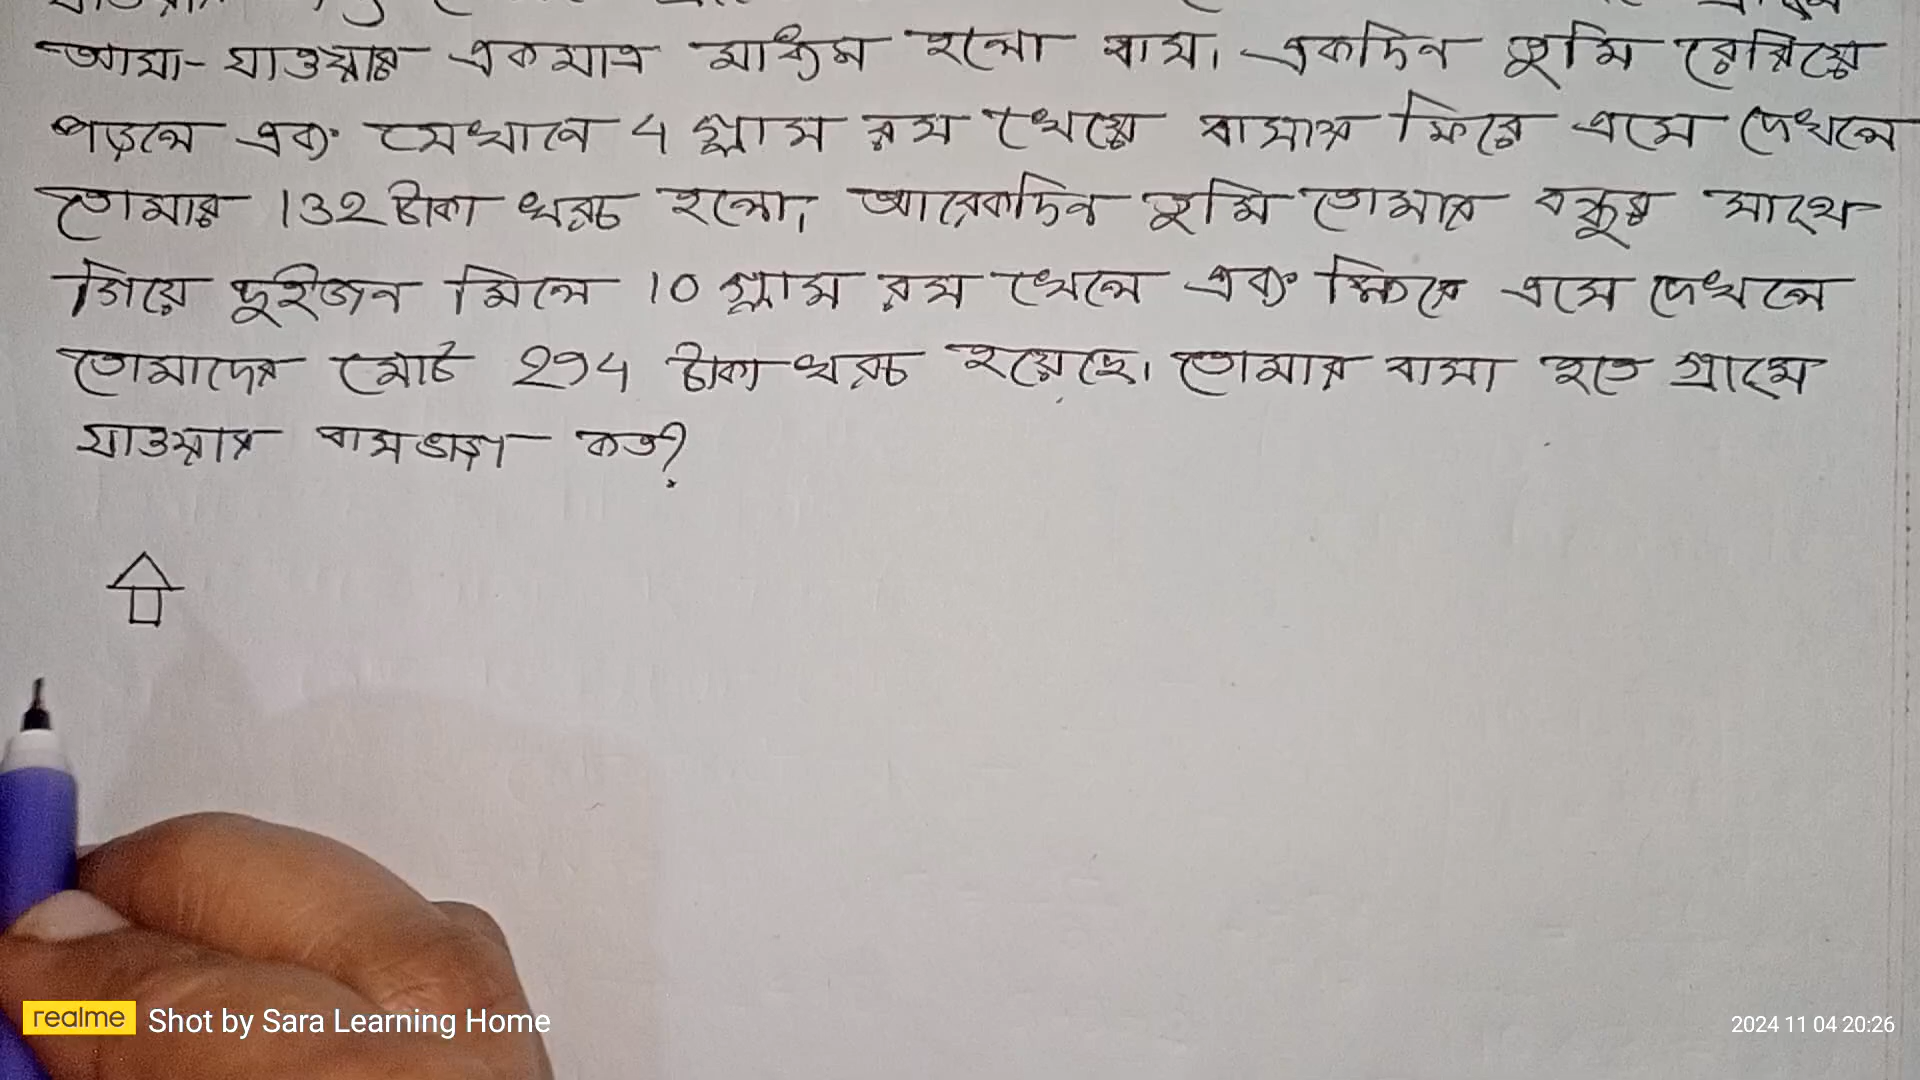 আসা-যাওয়ার একমাত্র মাধ্যম হলো বাস। একদিন তুমি বেরিয়ে
পড়লে এবং সেখানে 4 গ্লাস রস খেয়ে বাসায় ফিরে এসে দেখলে
তোমার 132 টাকা খরচ হলো। আরেকদিন তুমি তোমার বন্ধুর সাথে
গিয়ে দুইজন মিলে 10 গ্লাস রস খেলে এবং ফিরে এসে দেখলে
তোমাদের মোট 294 টাকা খরচ হয়েছে। তোমার বাসা হতে গ্রামে
যাওয়ার বাসভাড়া কত?
realme Shot by Sara Learning Home
2024 11 04 20:26